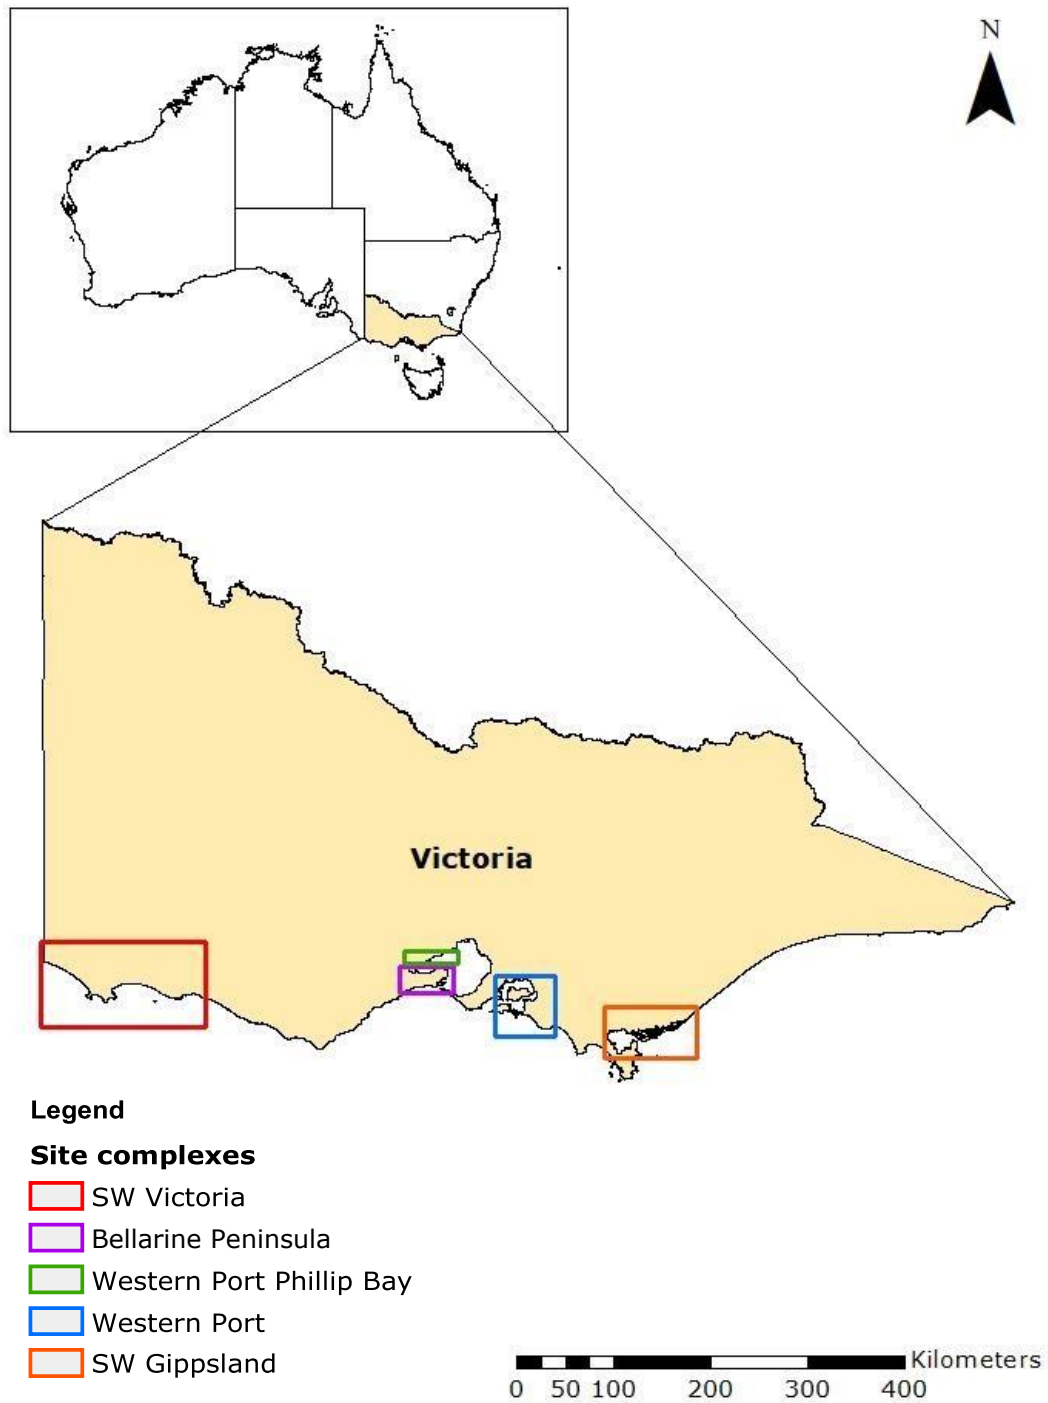 N
Victoria
Legend
Site complexes
SW Victoria
Bellarine Peninsula
Western Port Phillip Bay
Western Port
SW Gippsland
Kilometers
0 50 100 200 300 400